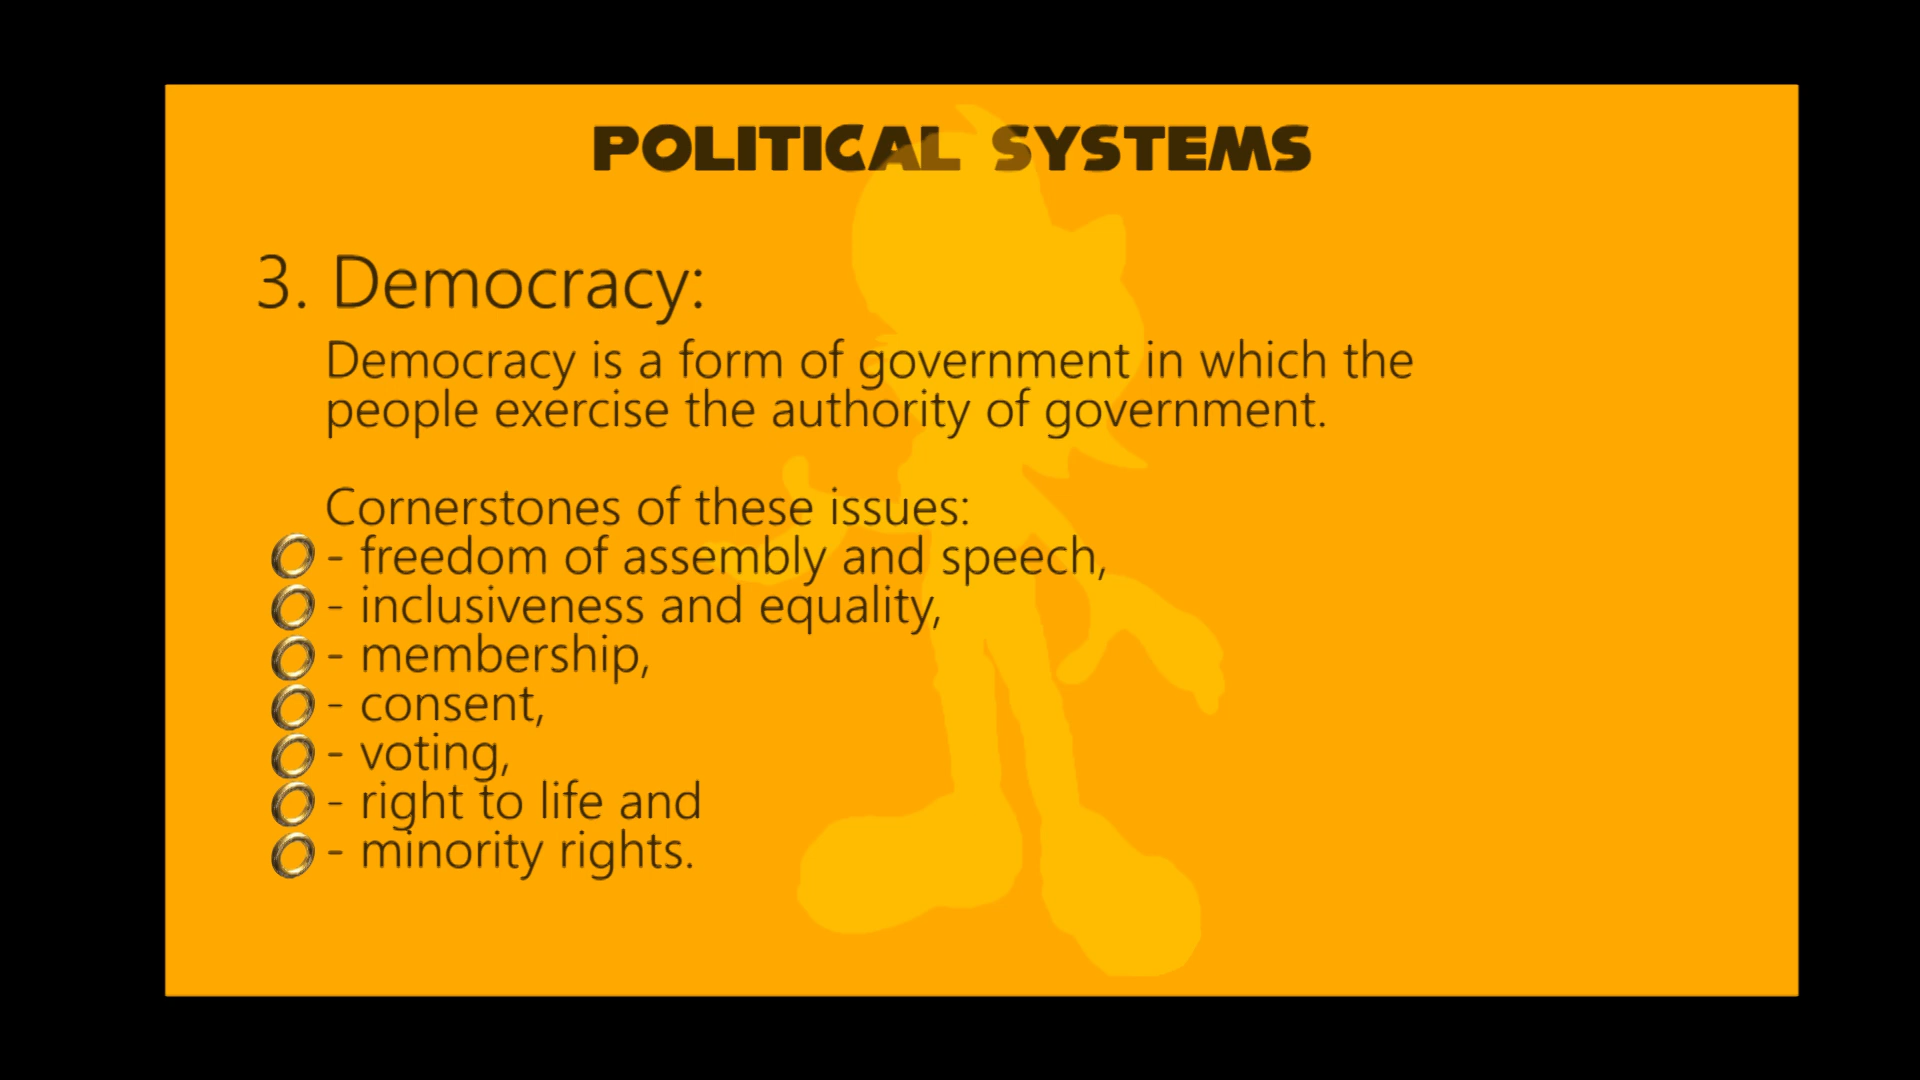 POLITICAL SYSTEMS
3. Democracy:
Democracy is a form of government in which the
people exercise the authority of government.
Cornerstones of these issues:
- freedom of assembly and speech,
- inclusiveness and equality,
- membership,
- consent,
- voting,
- right to life and
- minority rights.